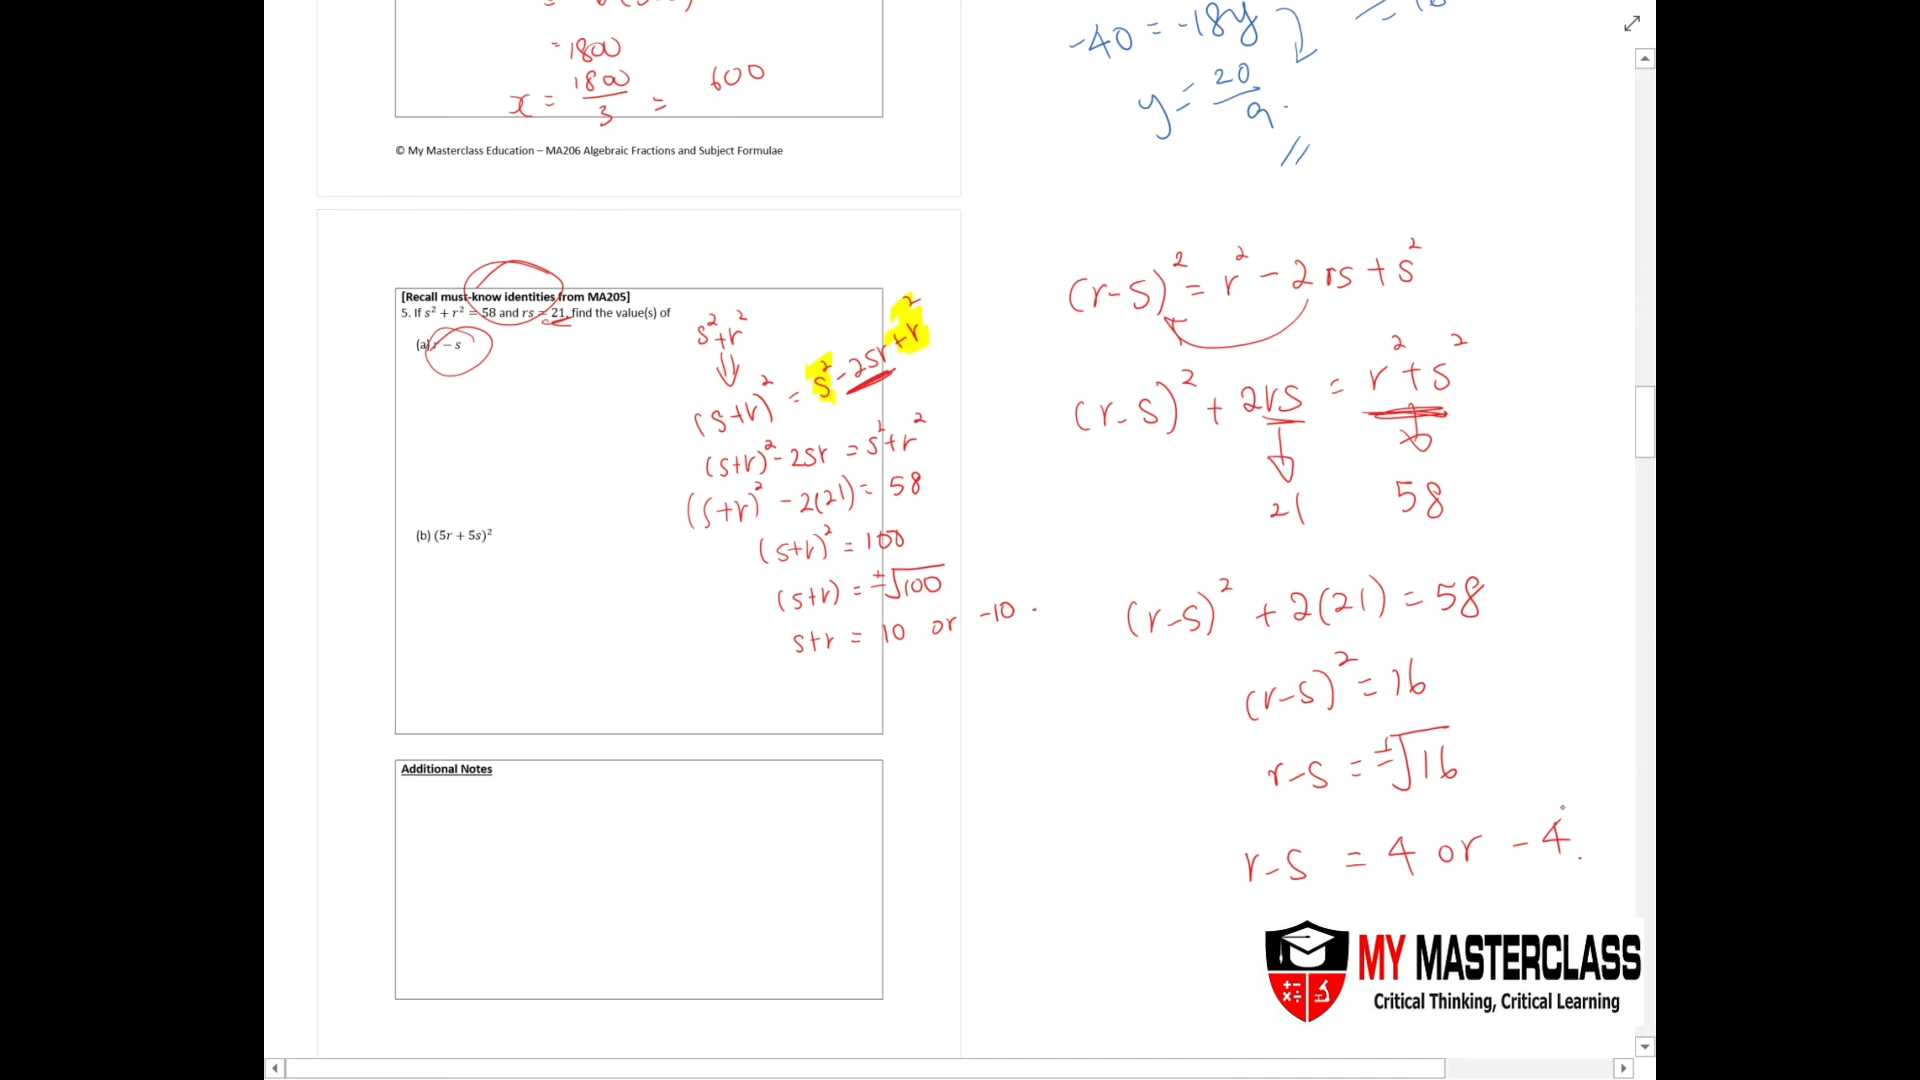 = 1800
x = 1800/3 = 600
© My Masterclass Education – MA206 Algebraic Fractions and Subject Formulae
-40 = -18y
y = 20/9.
[Recall must-know identities from MA205]
5. If s² + r² = 58 and rs = 21, find the value(s) of
(a) r − s
s² + r²
(s+r)² = s² - 2sr + r²
(s+r)² - 2sr = s² + r²
(s+r)² - 2(21) = 58
(s+r)² = 100
(s+r) = ±√100
s+r = 10 or -10.
(b) (5r + 5s)²
Additional Notes
(r-s)² = r² - 2rs + s²
(r-s)² + 2rs = r² + s²
21 58
(r-s)² + 2(21) = 58
(r-s)² = 16
r-s = ±√16
r-s = 4 or -4.
MY MASTERCLASS
Critical Thinking, Critical Learning